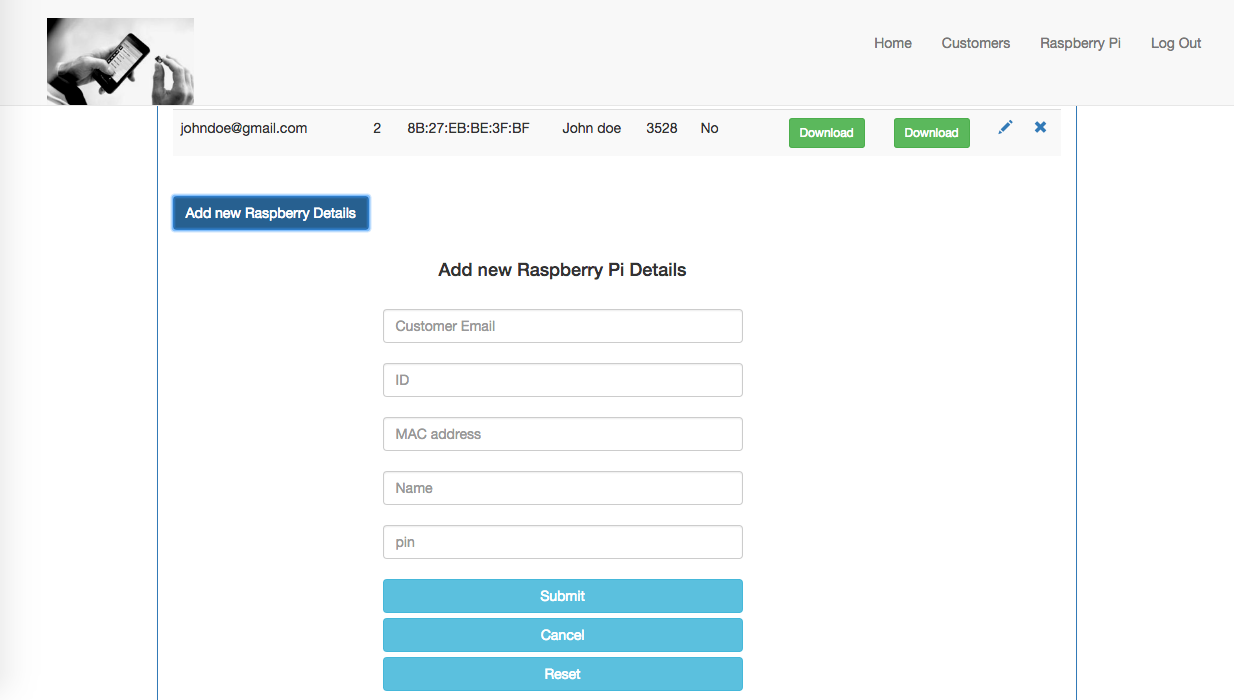 Home Customers Raspberry Pi Log Out
johndoe@gmail.com 2 8B:27:EB:BE:3F:BF John doe 3528 No Download Download
Add new Raspberry Details
Add new Raspberry Pi Details
Customer Email
ID
MAC address
Name
pin
Submit
Cancel
Reset